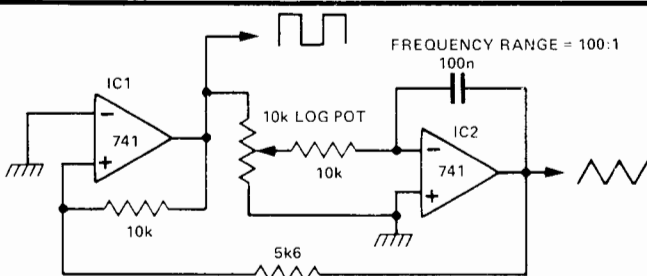 FREQUENCY RANGE = 100:1
100n
IC1
10k LOG POT
IC2
−
741
+
10k
−
741
+
10k
5k6